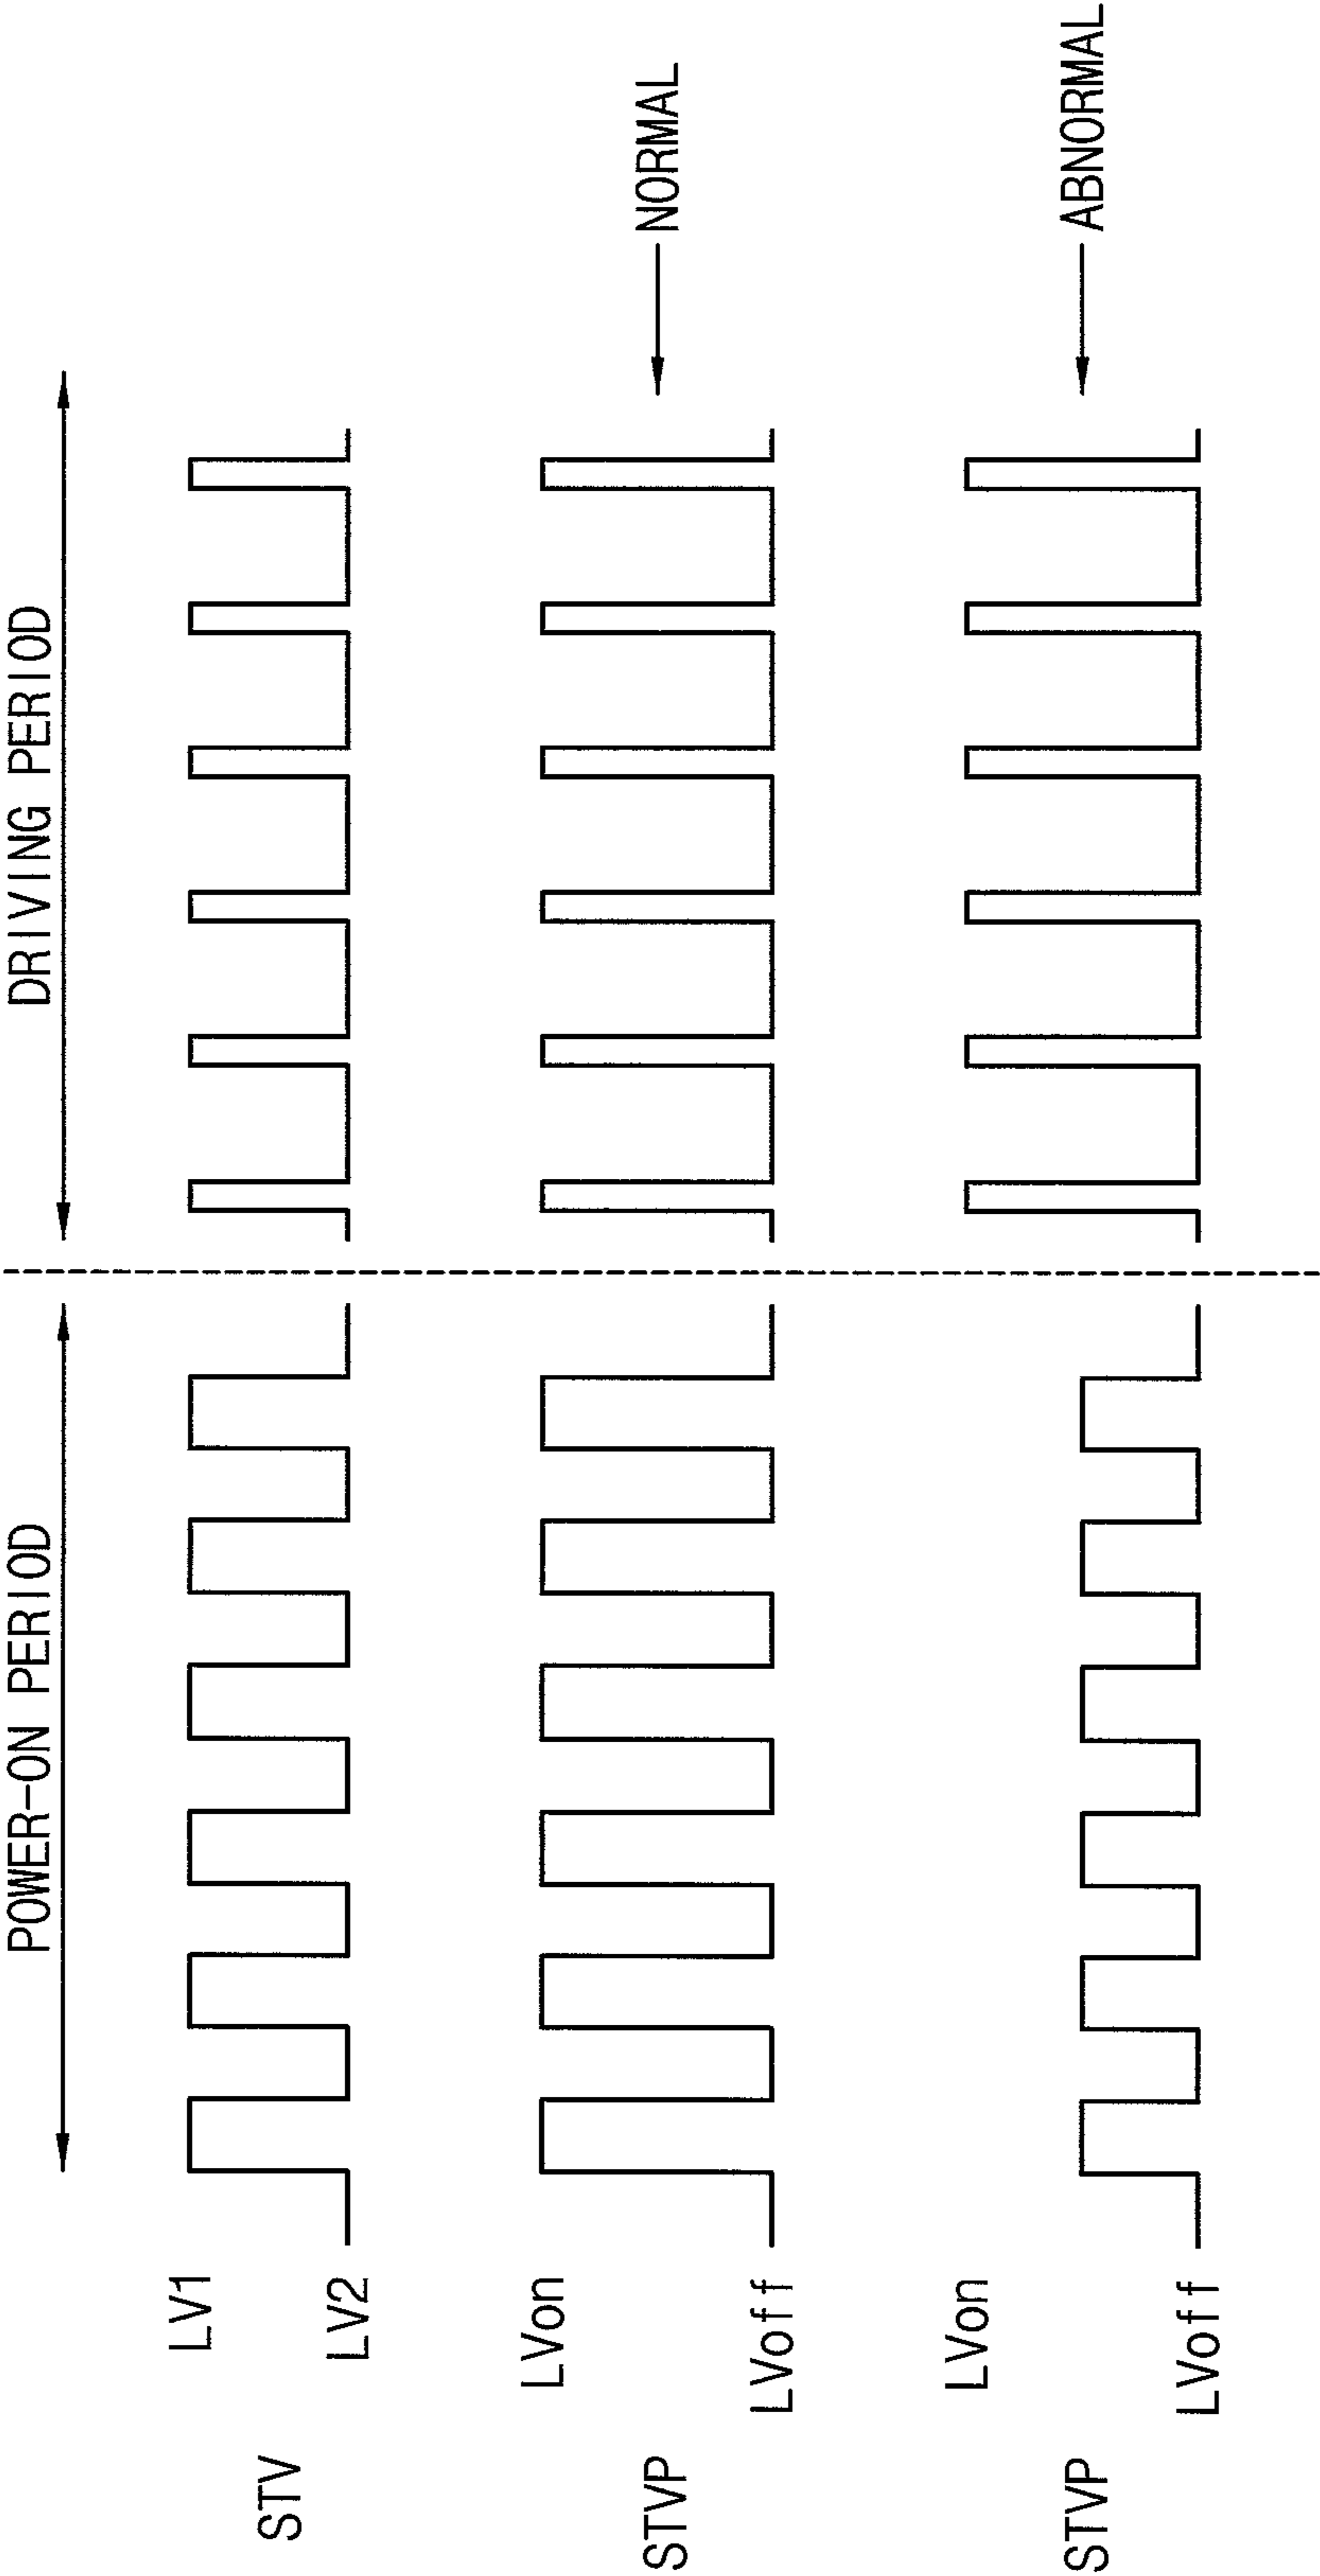 POWER-ON PERIOD
DRIVING PERIOD
LV1
STV
LV2
LVon
STVP
NORMAL
LVoff
LVon
STVP
ABNORMAL
LVoff